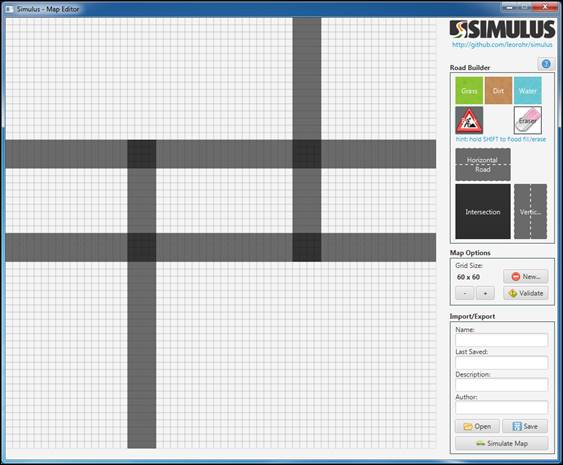 Simulus - Map Editor
SIMULUS
http://github.com/leorohr/simulus
?
Road Builder
Grass Dirt Water
Eraser
hint: hold SHIFT to flood fill/erase
Horizontal
Road
Intersection Vertic...
Map Options
Grid Size:
60 x 60 New...
- + Validate
Import/Export
Name:
Last Saved:
Description:
Author:
Open Save
Simulate Map